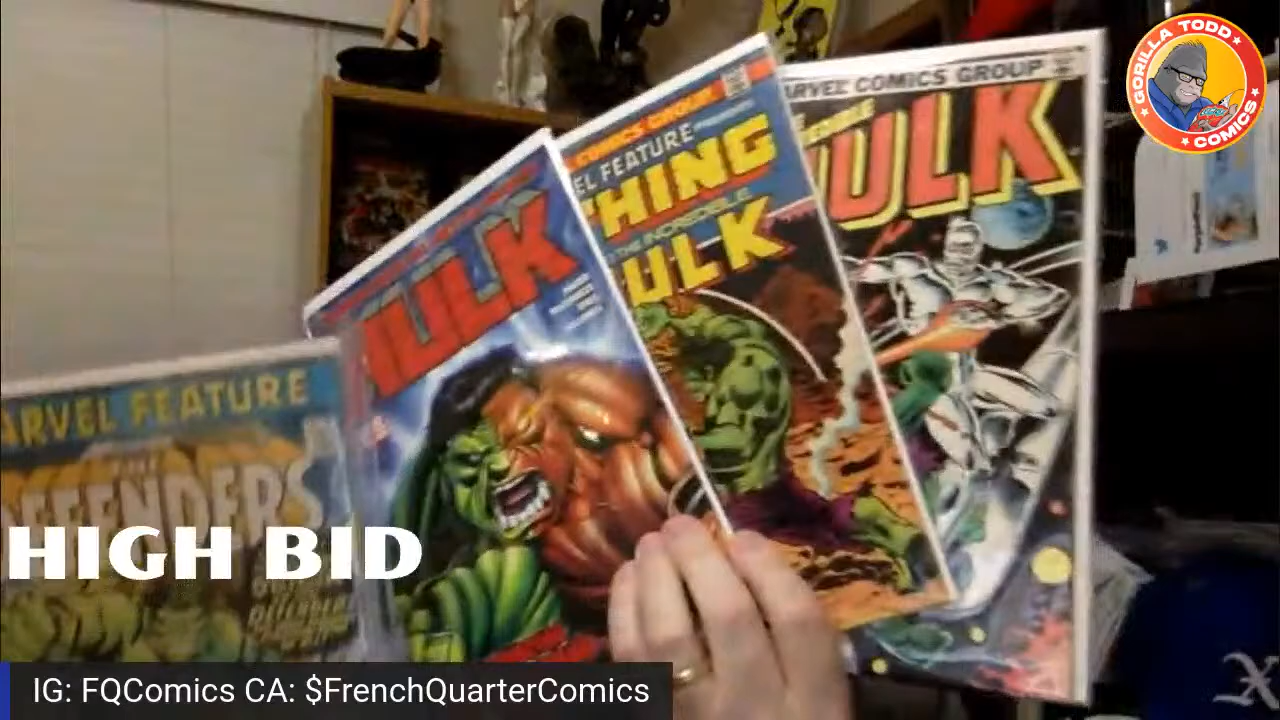 GORILLA TODD
COMICS
MARVEL COMICS GROUP
HULK
COMICS GROUP
FEATURE
THING
THE INCREDIBLE
HULK
HULK
MARVEL FEATURE
THE
DEFENDERS
HIGH BID
IG: FQComics CA: $FrenchQuarterComics